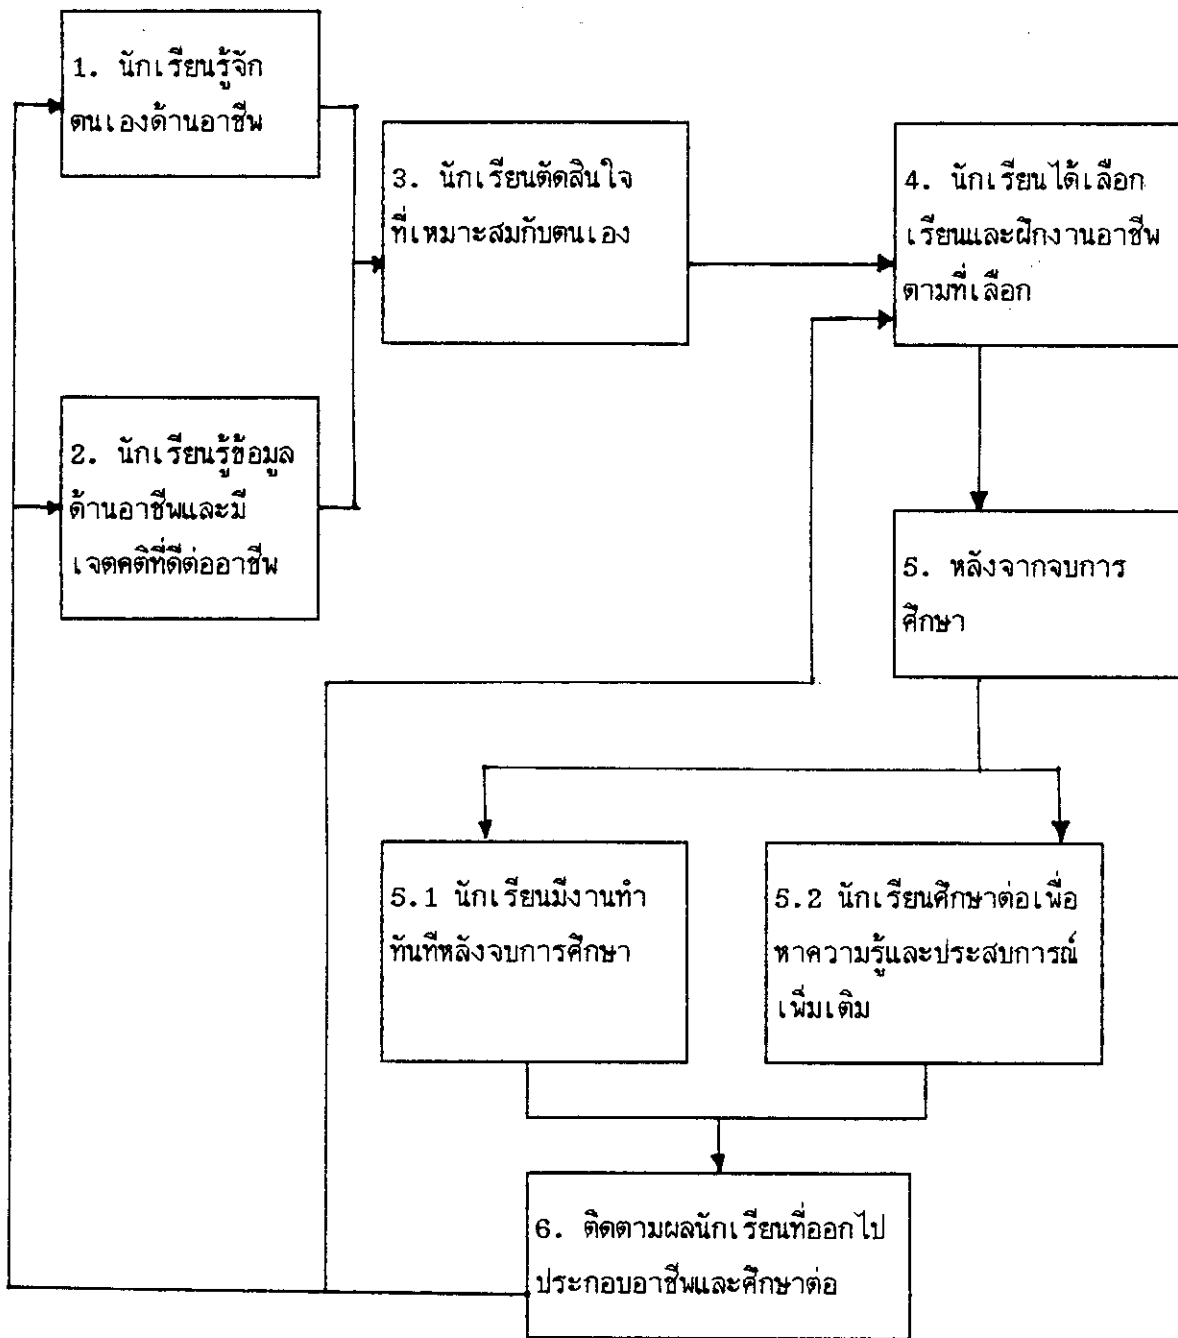 1. นักเรียนรู้จัก
ตนเองด้านอาชีพ
2. นักเรียนรู้ข้อมูล
ด้านอาชีพและมี
เจตคติที่ดีต่ออาชีพ
3. นักเรียนตัดสินใจ
ที่เหมาะสมกับตนเอง
4. นักเรียนได้เลือก
เรียนและฝึกงานอาชีพ
ตามที่เลือก
5. หลังจากจบการ
ศึกษา
5.1 นักเรียนมีงานทำ
ทันทีหลังจบการศึกษา
5.2 นักเรียนศึกษาต่อเพื่อ
หาความรู้และประสบการณ์
เพิ่มเติม
6. ติดตามผลนักเรียนที่ออกไป
ประกอบอาชีพและศึกษาต่อ